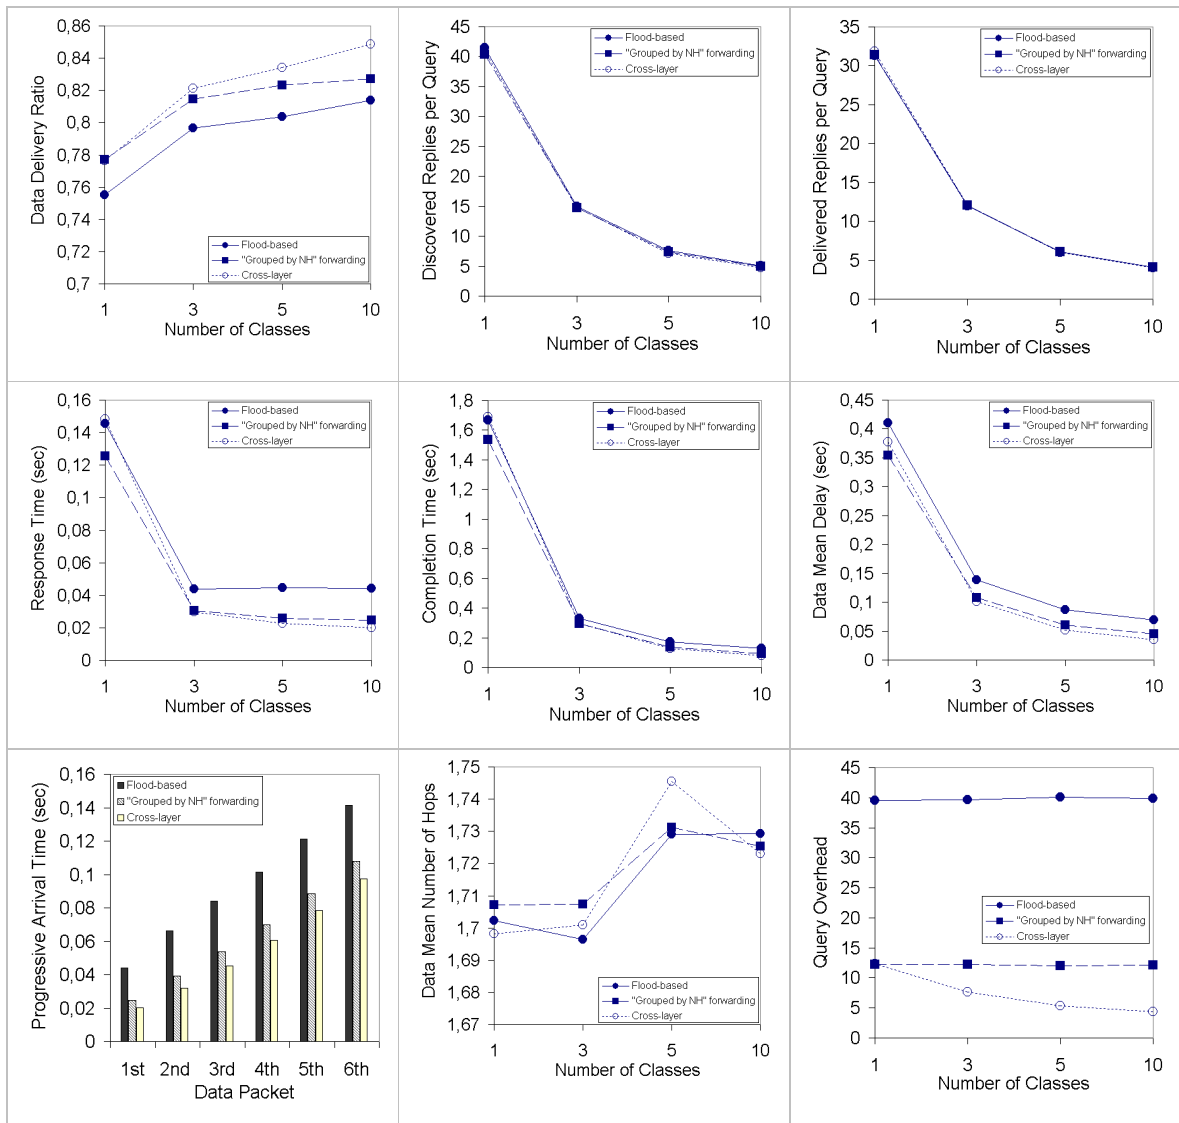 Data Delivery Ratio
0,86
0,84
0,82
0,8
0,78
0,76
0,74
0,72
0,7
Flood-based
"Grouped by NH" forwarding
Cross-layer
1 3 5 10
Number of Classes
Discovered Replies per Query
45
40
35
30
25
20
15
10
5
0
Flood-based
"Grouped by NH" forwarding
Cross-layer
1 3 5 10
Number of Classes
Delivered Replies per Query
35
30
25
20
15
10
5
0
Flood-based
"Grouped by NH" forwarding
Cross-layer
1 3 5 10
Number of Classes
Response Time (sec)
0,16
0,14
0,12
0,1
0,08
0,06
0,04
0,02
0
Flood-based
"Grouped by NH" forwarding
Cross-layer
1 3 5 10
Number of Classes
Completion Time (sec)
1,8
1,6
1,4
1,2
1
0,8
0,6
0,4
0,2
0
Flood-based
"Grouped by NH" forwarding
Cross-layer
1 3 5 10
Number of Classes
Data Mean Delay (sec)
0,45
0,4
0,35
0,3
0,25
0,2
0,15
0,1
0,05
0
Flood-based
"Grouped by NH" forwarding
Cross-layer
1 3 5 10
Number of Classes
Progressive Arrival Time (sec)
0,16
0,14
0,12
0,1
0,08
0,06
0,04
0,02
0
Flood-based
"Grouped by NH" forwarding
Cross-layer
1st 2nd 3rd 4th 5th 6th
Data Packet
Data Mean Number of Hops
1,75
1,74
1,73
1,72
1,71
1,7
1,69
1,68
1,67
Flood-based
"Grouped by NH" forwarding
Cross-layer
1 3 5 10
Number of Classes
Query Overhead
45
40
35
30
25
20
15
10
5
0
Flood-based
"Grouped by NH" forwarding
Cross-layer
1 3 5 10
Number of Classes